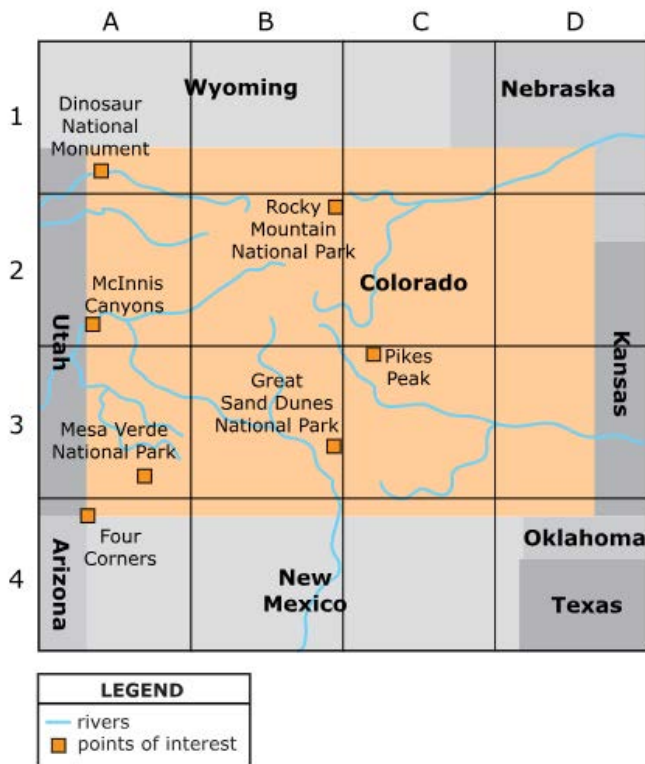 A B C D
1
Wyoming
Nebraska
Dinosaur
National
Monument
2
Rocky
Mountain
National Park
McInnis
Canyons
Colorado
Utah
Kansas
3
Pikes
Peak
Great
Sand Dunes
National Park
Mesa Verde
National Park
4
Four
Corners
Arizona
New
Mexico
Oklahoma
Texas
LEGEND
rivers
points of interest